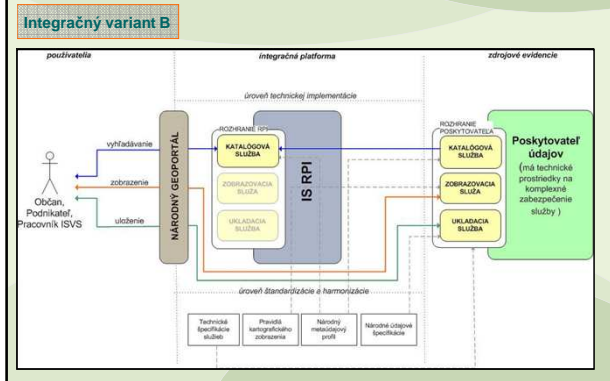 Integračný variant B
používatelia
integračná platforma
zdrojové evidencie
úroveň technickej implementácie
vyhľadávanie
zobrazenie
uloženie
Občan,
Podnikateľ,
Pracovník ISVS
NÁRODNÝ GEOPORTÁL
ROZHRANIE RPI
KATALÓGOVÁ
SLUŽBA
ZOBRAZOVACIA
SLUŽA
UKLADACIA
SLUŽBA
IS RPI
ROZHRANIE
POSKYTOVATEĽA
KATALÓGOVÁ
SLUŽBA
ZOBRAZOVACIA
SLUŽBA
UKLADACIA
SLUŽBA
Poskytovateľ
údajov
(má technické
prostriedky na
komplexné
zabezpečenie
služby )
úroveň štandardizácie a harmonizácie
Technické
špecifikácie
služieb
Pravidlá
kartografického
zobrazenia
Národný
metaúdajový
profil
Národné údajové
špecifikácie